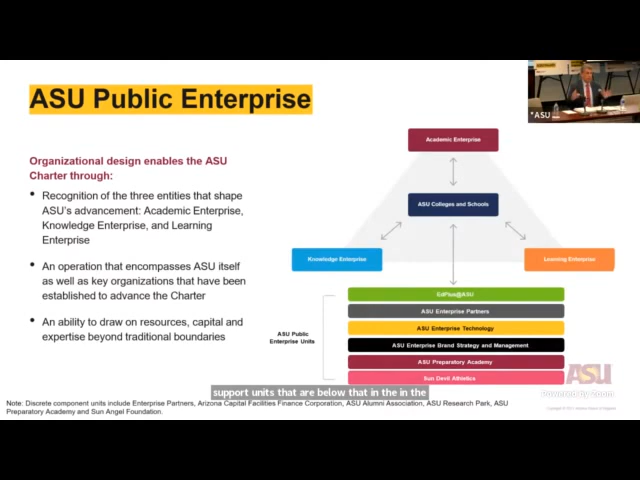 ASU Public Enterprise
*ASU
Organizational design enables the ASU
Charter through:
• Recognition of the three entities that shape
ASU's advancement: Academic Enterprise,
Knowledge Enterprise, and Learning
Enterprise
• An operation that encompasses ASU itself
as well as key organizations that have been
established to advance the Charter
• An ability to draw on resources, capital and
expertise beyond traditional boundaries
Academic Enterprise
ASU Colleges and Schools
Knowledge Enterprise
Learning Enterprise
ASU Public
Enterprise Units
EdPlus@ASU
ASU Enterprise Partners
ASU Enterprise Technology
ASU Enterprise Brand Strategy and Management
ASU Preparatory Academy
Sun Devil Athletics
ASU
Powered by Zoom
support units that are below that in the in the
Note: Discrete component units include Enterprise Partners, Arizona Capital Facilities Finance Corporation, ASU Alumni Association, ASU Research Park, ASU
Preparatory Academy and Sun Angel Foundation.